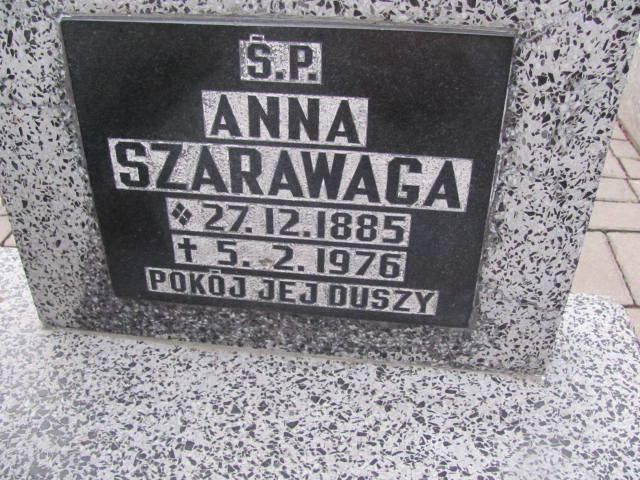 Ś.P.
ANNA
SZARAWAGA
27.12.1885
✝ 5. 2. 1976
POKÓJ JEJ DUSZY